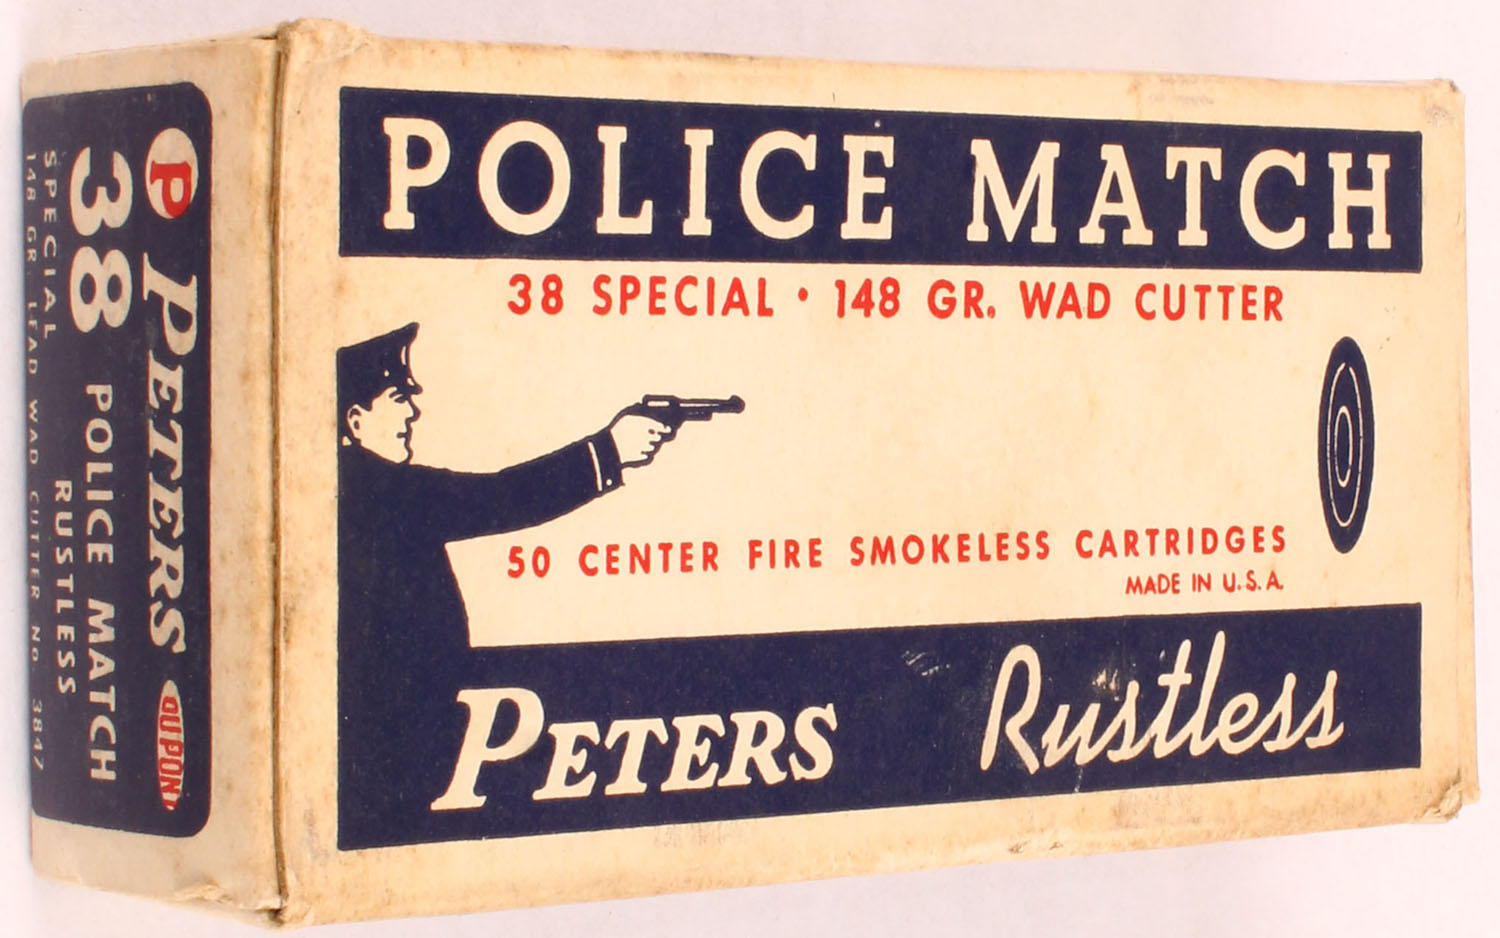 POLICE MATCH
38 SPECIAL • 148 GR. WAD CUTTER
50 CENTER FIRE SMOKELESS CARTRIDGES
MADE IN U.S.A.
PETERS Rustless
P PETERS DUPONT
38 POLICE MATCH
SPECIAL RUSTLESS
148 GR. LEAD WAD CUTTER NO. 3847